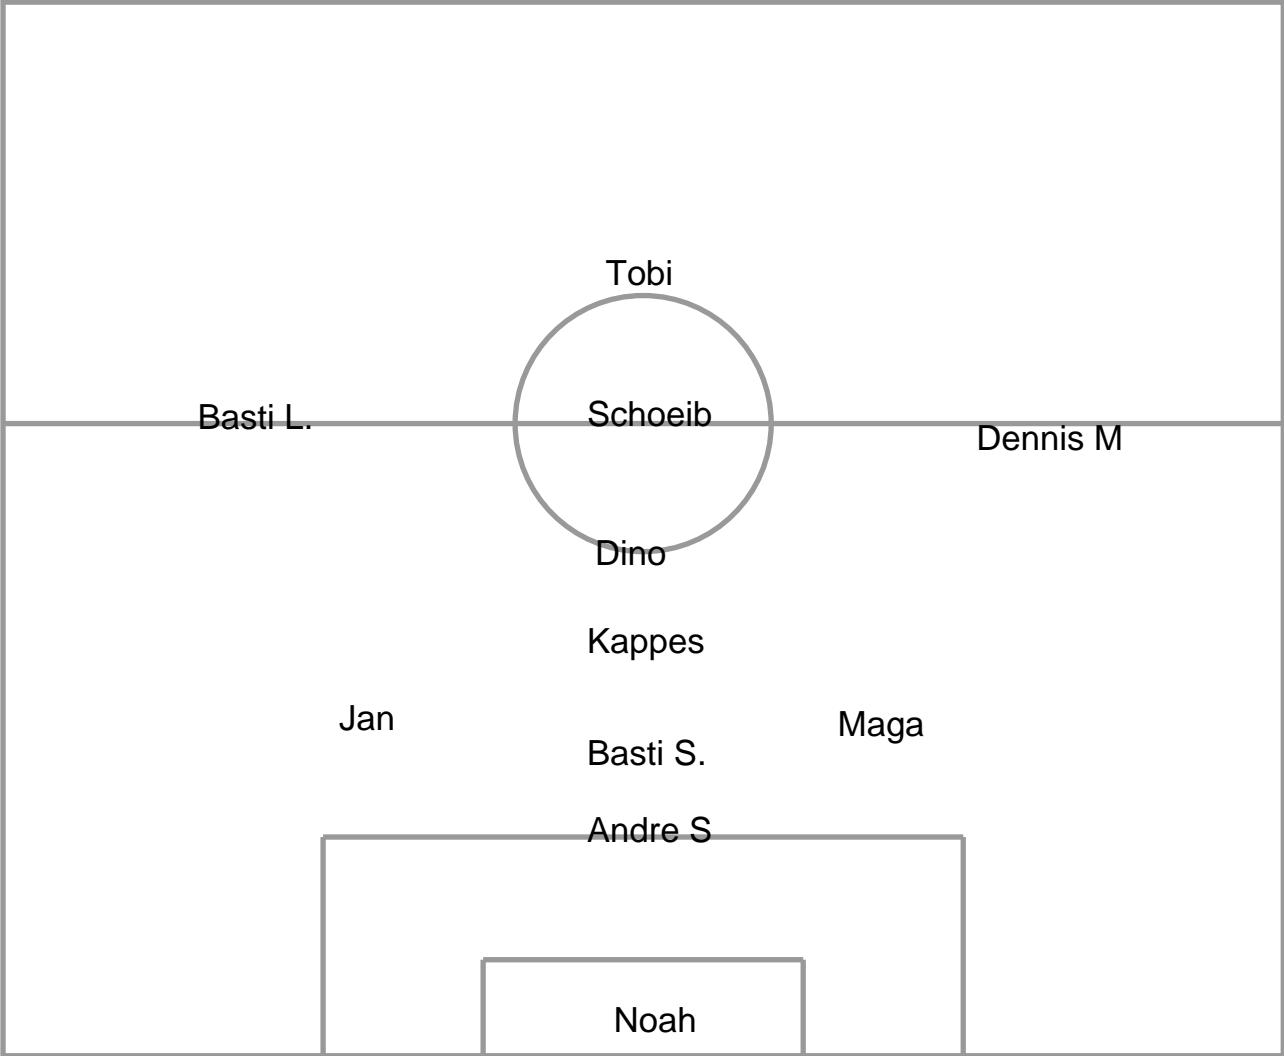 Tobi
Basti L.
Schoeib
Dennis M
Dino
Kappes
Jan
Maga
Basti S.
Andre S
Noah